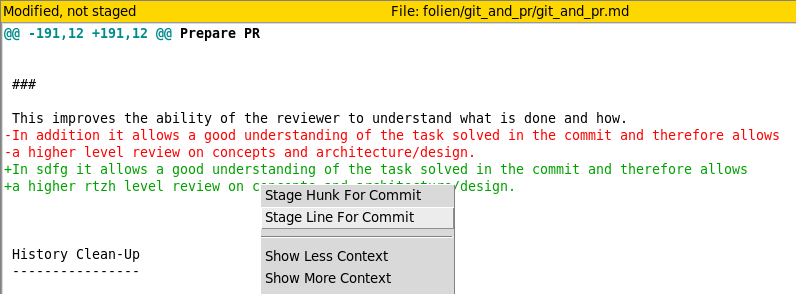 Modified, not staged File: folien/git_and_pr/git_and_pr.md
@@ -191,12 +191,12 @@ Prepare PR
###
This improves the ability of the reviewer to understand what is done and how.
-In addition it allows a good understanding of the task solved in the commit and therefore allows
-a higher level review on concepts and architecture/design.
+In sdfg it allows a good understanding of the task solved in the commit and therefore allows
+a higher rtzh level review on concepts and architecture/design.
Stage Hunk For Commit
Stage Line For Commit
History Clean-Up
----------------
Show Less Context
Show More Context